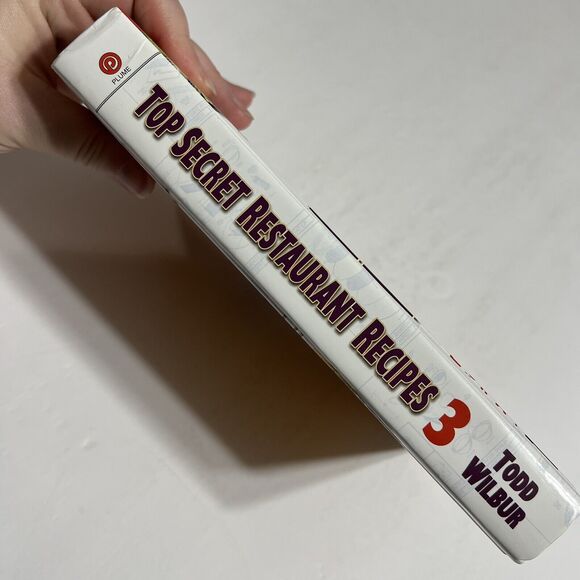 PLUME
TOP SECRET RESTAURANT RECIPES 3
TODD
WILBUR